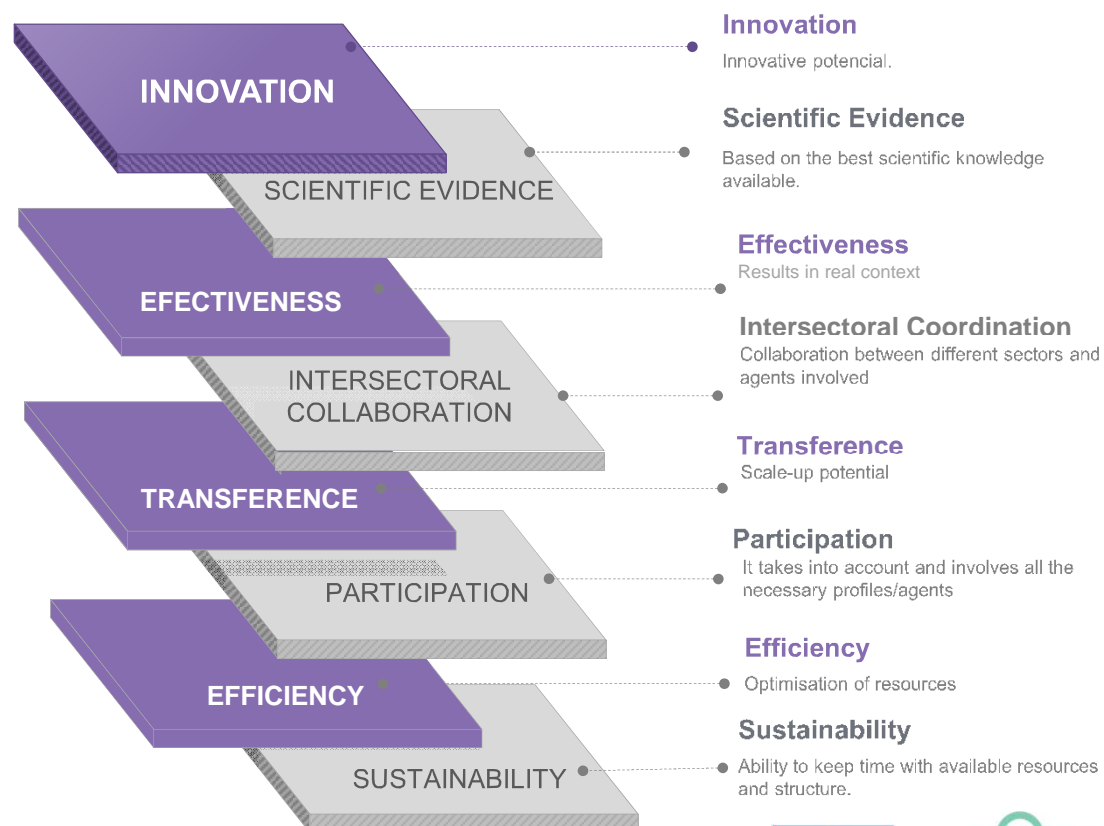 INNOVATION
Innovation
Innovative potencial.
SCIENTIFIC EVIDENCE
Scientific Evidence
Based on the best scientific knowledge
available.
EFECTIVENESS
Effectiveness
Results in real context
INTERSECTORAL
COLLABORATION
Intersectoral Coordination
Collaboration between different sectors and
agents involved
TRANSFERENCE
Transference
Scale-up potential
PARTICIPATION
Participation
It takes into account and involves all the
necessary profiles/agents
EFFICIENCY
Efficiency
Optimisation of resources
SUSTAINABILITY
Sustainability
Ability to keep time with available resources
and structure.